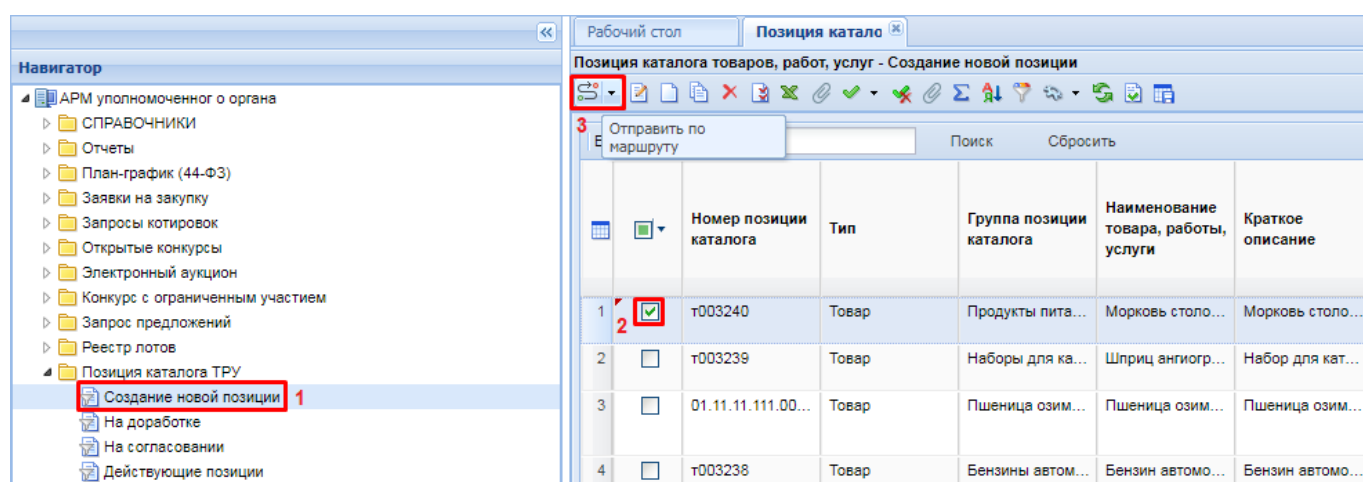 Навигатор
АРМ уполномоченног о органа
СПРАВОЧНИКИ
Отчеты
План-график (44-ФЗ)
Заявки на закупку
Запросы котировок
Открытые конкурсы
Электронный аукцион
Конкурс с ограниченным участием
Запрос предложений
Реестр лотов
Позиция каталога ТРУ
Создание новой позиции 1
На доработке
На согласовании
Действующие позиции
Рабочий стол Позиция катало
Позиция каталога товаров, работ, услуг - Создание новой позиции
3
Отправить по
маршруту
Поиск Сбросить
Номер позиции
каталога
Тип
Группа позиции
каталога
Наименование
товара, работы,
услуги
Краткое
описание
1 2 т003240 Товар Продукты пита... Морковь столо... Морковь столо...
2 т003239 Товар Наборы для ка... Шприц ангиогр... Набор для кат...
3 01.11.11.111.00... Товар Пшеница озим... Пшеница озим... Пшеница озим...
4 т003238 Товар Бензины автом... Бензин автомо... Бензин автомо...